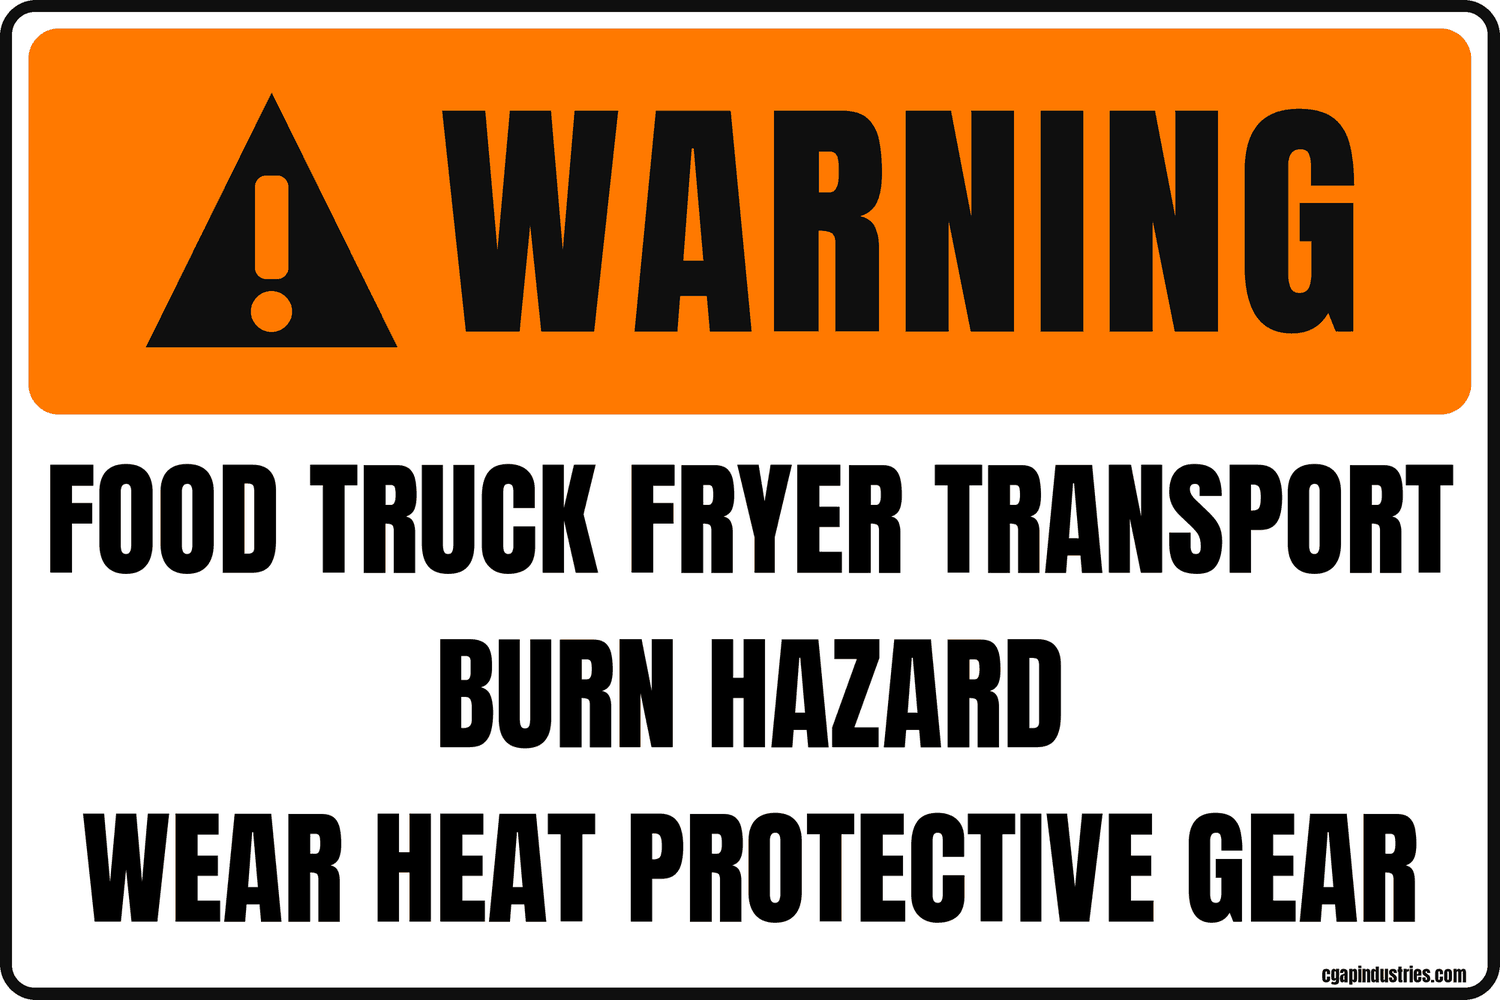 WARNING
FOOD TRUCK FRYER TRANSPORT
BURN HAZARD
WEAR HEAT PROTECTIVE GEAR
cgapindustries.com